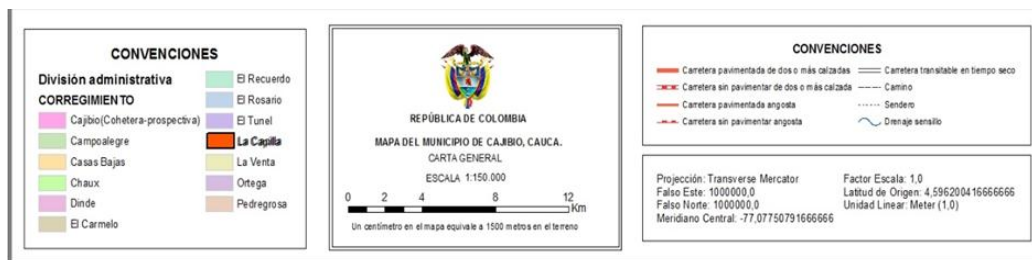 CONVENCIONES
División administrativa
CORREGIMIENTO
Cajibio(Cohetera-prospectiva)
Campoalegre
Casas Bajas
Chaux
Dinde
El Carmelo
El Recuerdo
El Rosario
El Tunel
La Capilla
La Venta
Ortega
Pedregrosa
REPÚBLICA DE COLOMBIA
MAPA DEL MUNICIPIO DE CAJIBIO, CAUCA.
CARTA GENERAL
ESCALA 1:150.000
0 2 4 8 12
Km
Un centímetro en el mapa equivale a 1500 metros en el terreno
CONVENCIONES
Carretera pavimentada de dos o más calzadas
Carretera sin pavimentar de dos o más calzada
Carretera pavimentada angosta
Carretera sin pavimentar angosta
Carretera transitable en tiempo seco
Camino
Sendero
Drenaje sensillo
Projección: Transverse Mercator
Falso Este: 1000000,0
Falso Norte: 1000000,0
Meridiano Central: -77,07750791666666
Factor Escala: 1,0
Latitud de Origen: 4,596200416666666
Unidad Linear: Meter (1,0)